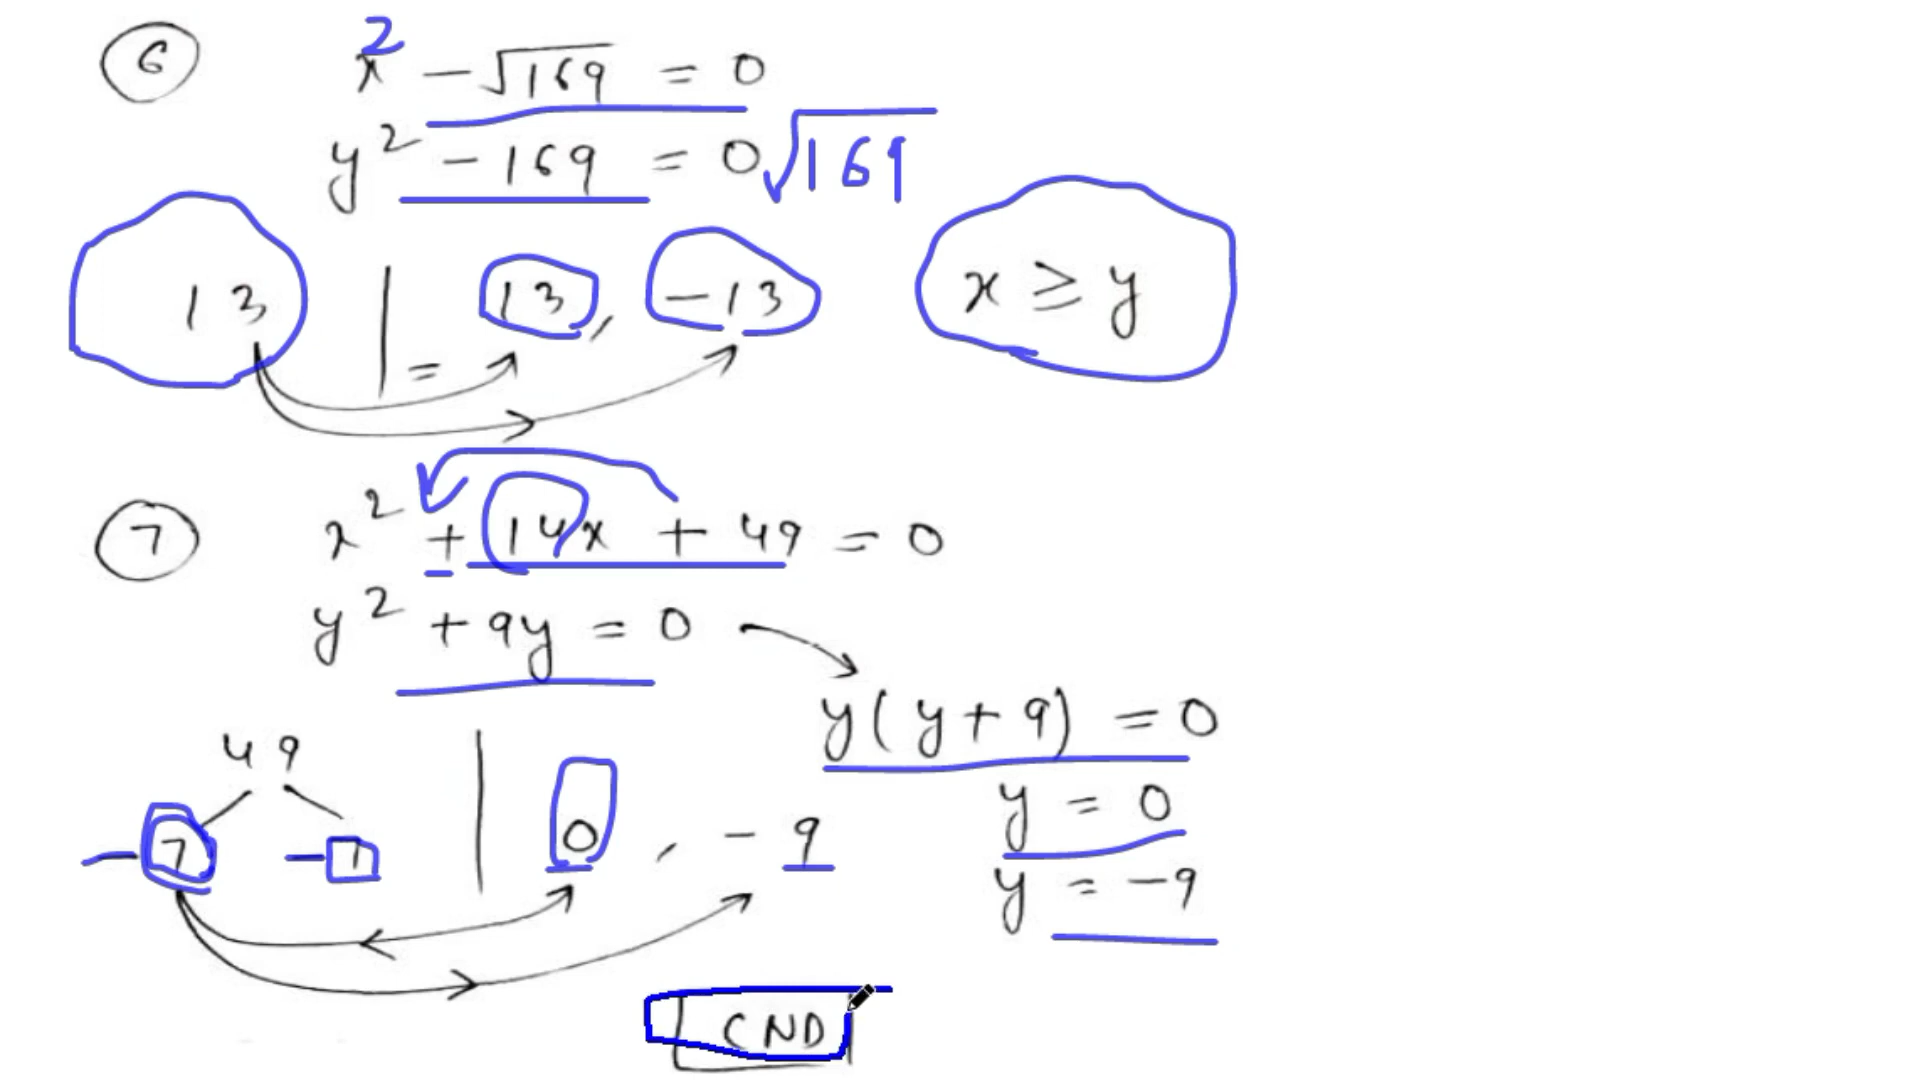 6 x² - √169 = 0
y² - 169 = 0 √169
13 | = 13, -13 x ≥ y
7 x² + 14x + 49 = 0
y² + 9y = 0
y(y+9) = 0
49
y = 0
-7 -7 | 0, -9
y = -9
CND